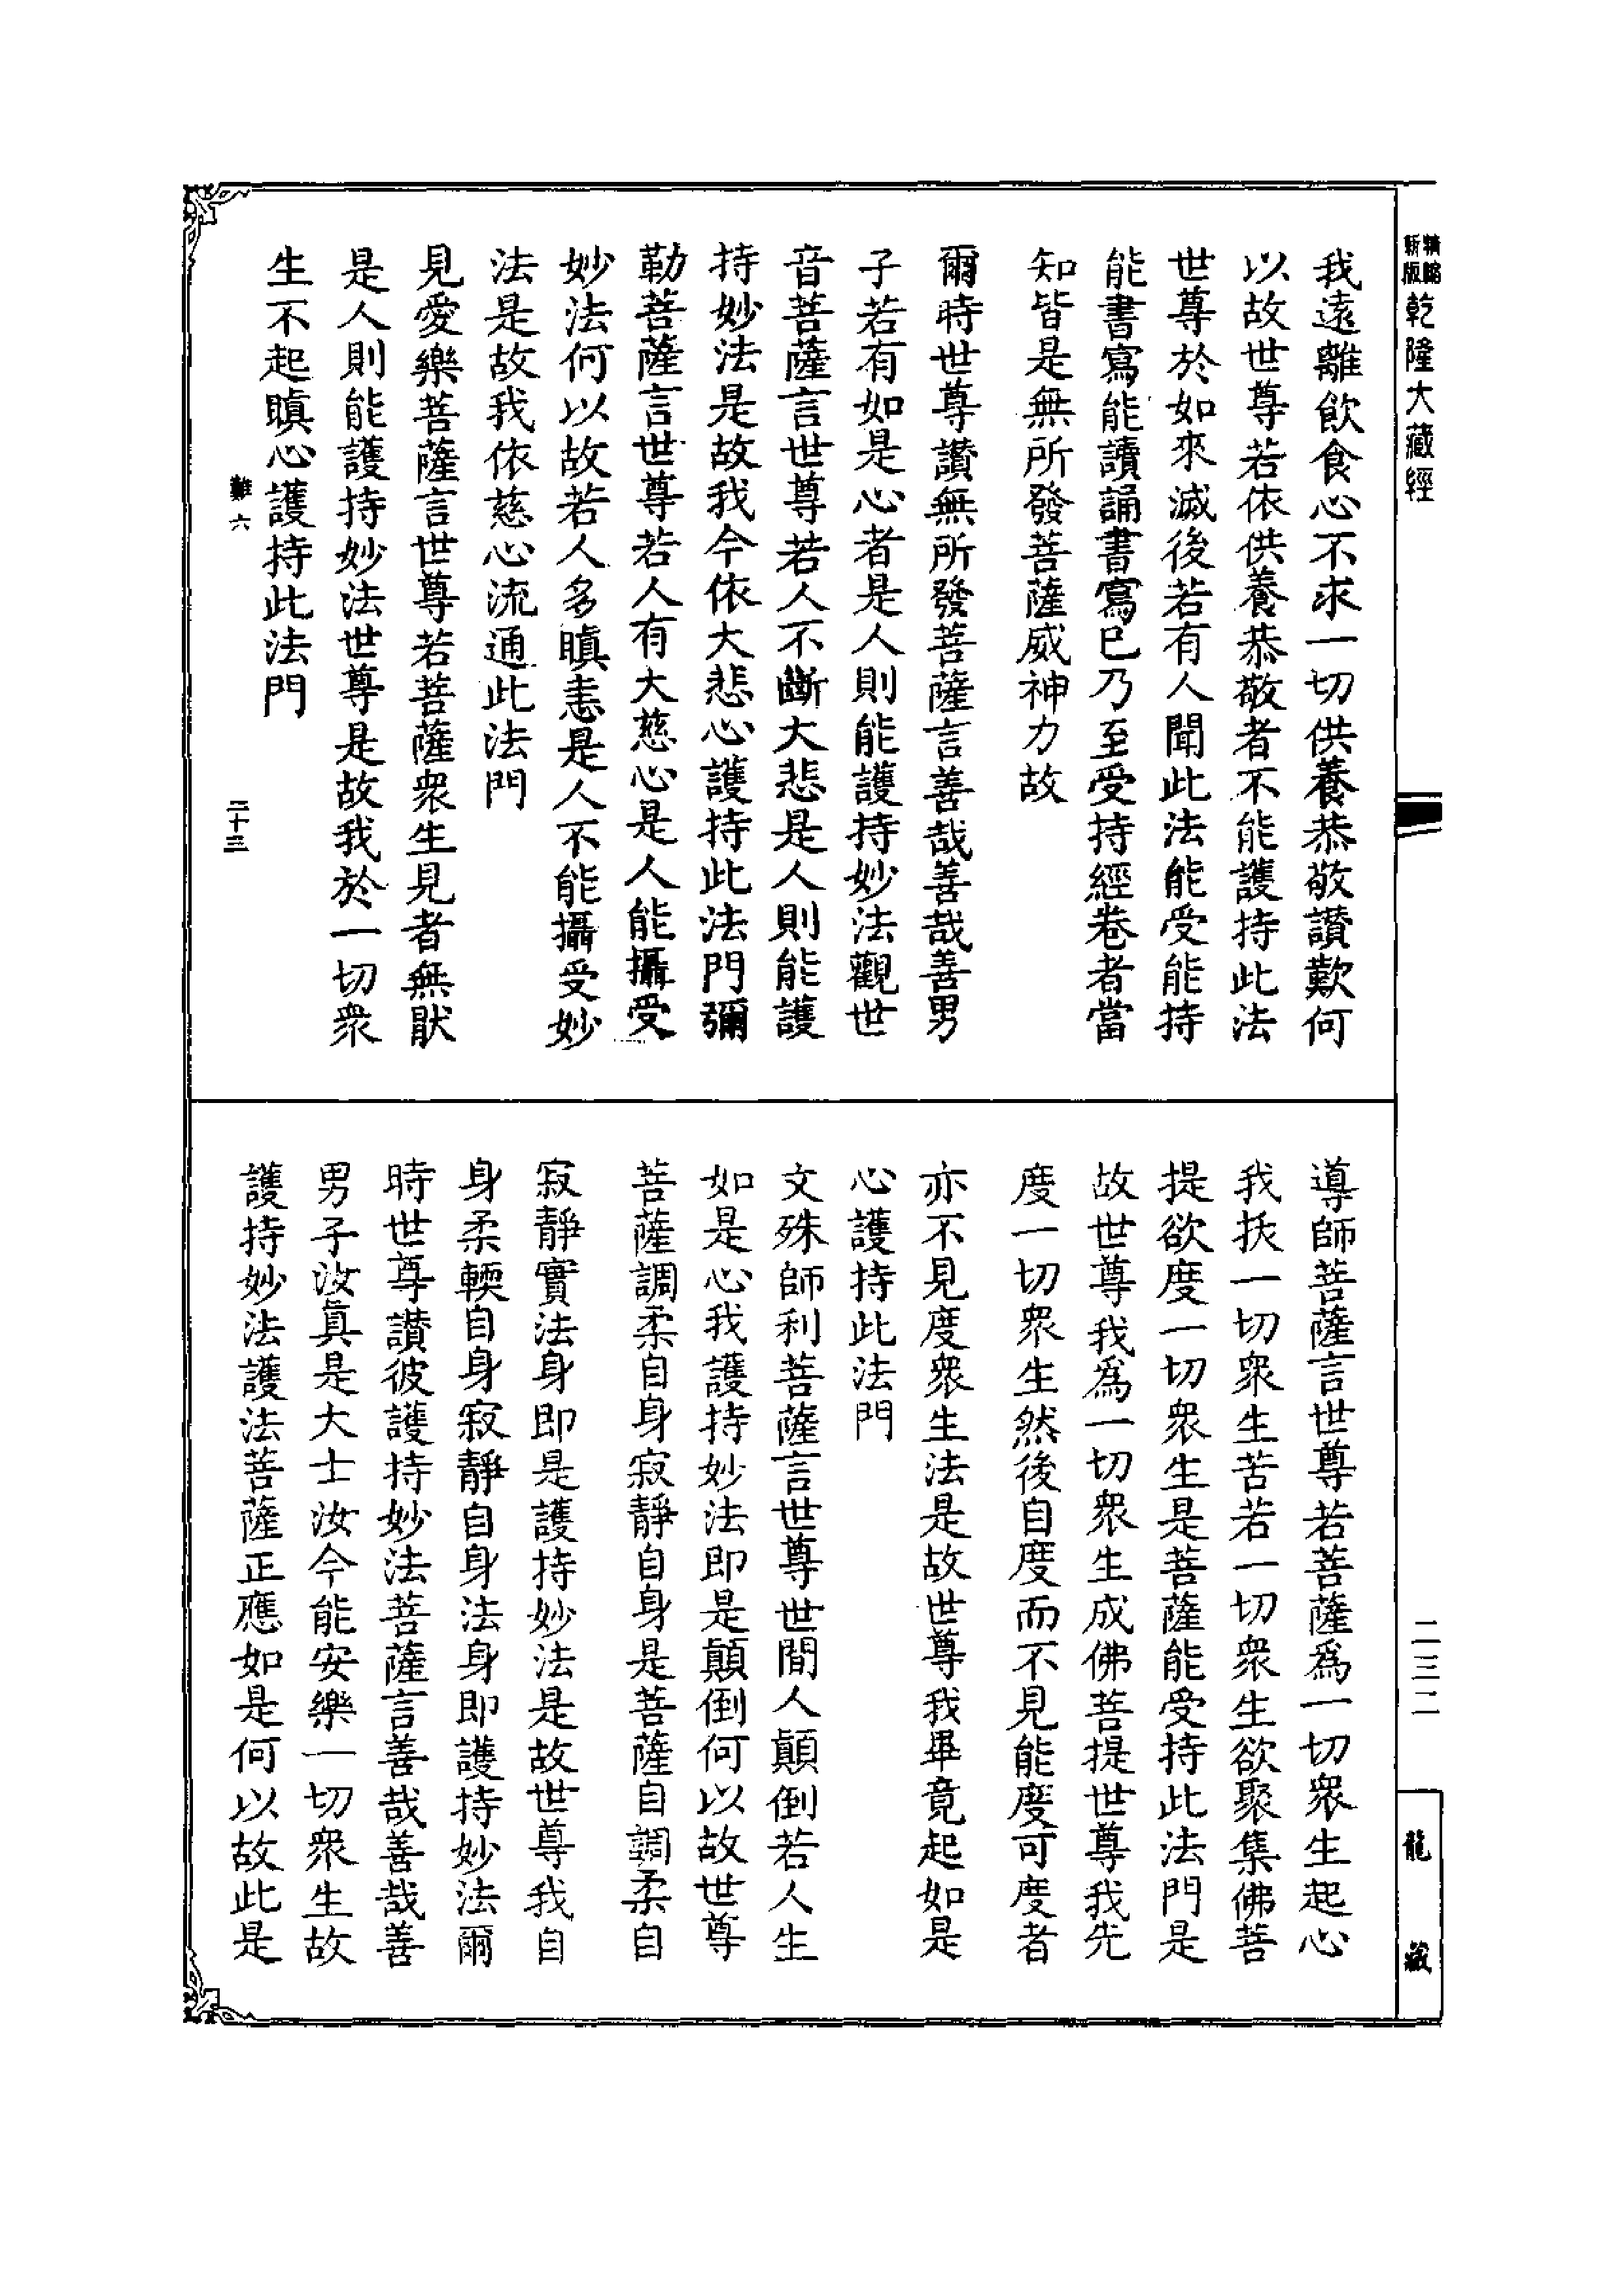 新版
精縮
乾隆大藏經
二三二
龍藏
我遠離飲食心不求一切供養恭敬讚歎何
以故世尊若依供養恭敬者不能護持此法
世尊於如來滅後若有人聞此法能受能持
能書寫能讀誦書寫已乃至受持經卷者當
知皆是無所發菩薩威神力故
爾時世尊讚無所發菩薩言善哉善哉善男
子若有如是心者是人則能護持妙法觀世
音菩薩言世尊若人不斷大悲是人則能護
持妙法是故我今依大悲心護持此法門彌
勒菩薩言世尊若人有大慈心是人能攝受
妙法何以故若人多瞋恚是人不能攝受妙
法是故我依慈心流通此法門
見愛樂菩薩言世尊若菩薩衆生見者無猒
是人則能護持妙法世尊是故我於一切衆
生不起瞋心護持此法門
難六 二十三
導師菩薩言世尊若菩薩爲一切衆生起心
我㧞一切衆生苦若一切衆生欲聚集佛菩
提欲度一切衆生是菩薩能受持此法門是
故世尊我爲一切衆生成佛菩提世尊我先
度一切衆生然後自度而不見能度可度者
亦不見度衆生法是故世尊我畢竟起如是
心護持此法門
文殊師利菩薩言世尊世間人顛倒若人生
如是心我護持妙法即是顛倒何以故世尊
菩薩調柔自身寂靜自身是菩薩自調柔自
寂靜實法身即是護持妙法是故世尊我自
身柔輭自身寂靜自身法身即護持妙法爾
時世尊讚彼護持妙法菩薩言善哉善哉善
男子汝眞是大士汝今能安樂一切衆生故
護持妙法護法菩薩正應如是何以故此是